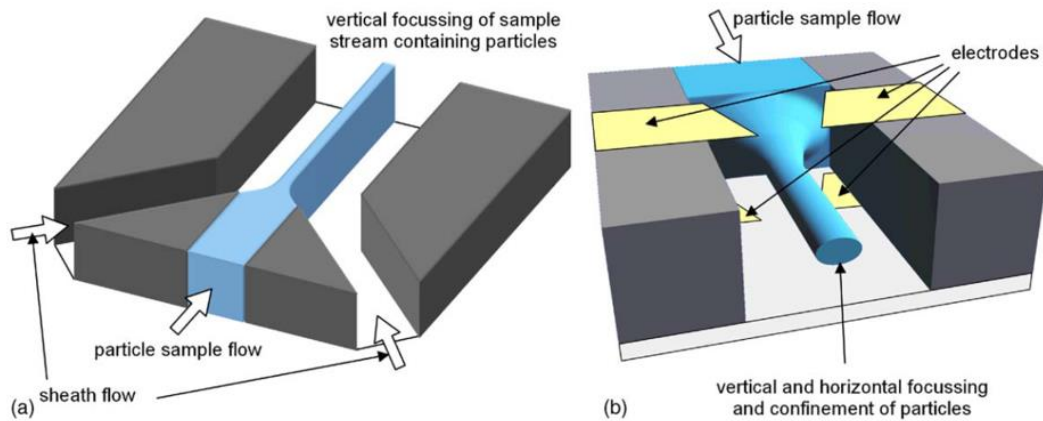 vertical focussing of sample
stream containing particles
particle sample flow
sheath flow
(a)
particle sample flow
electrodes
vertical and horizontal focussing
and confinement of particles
(b)